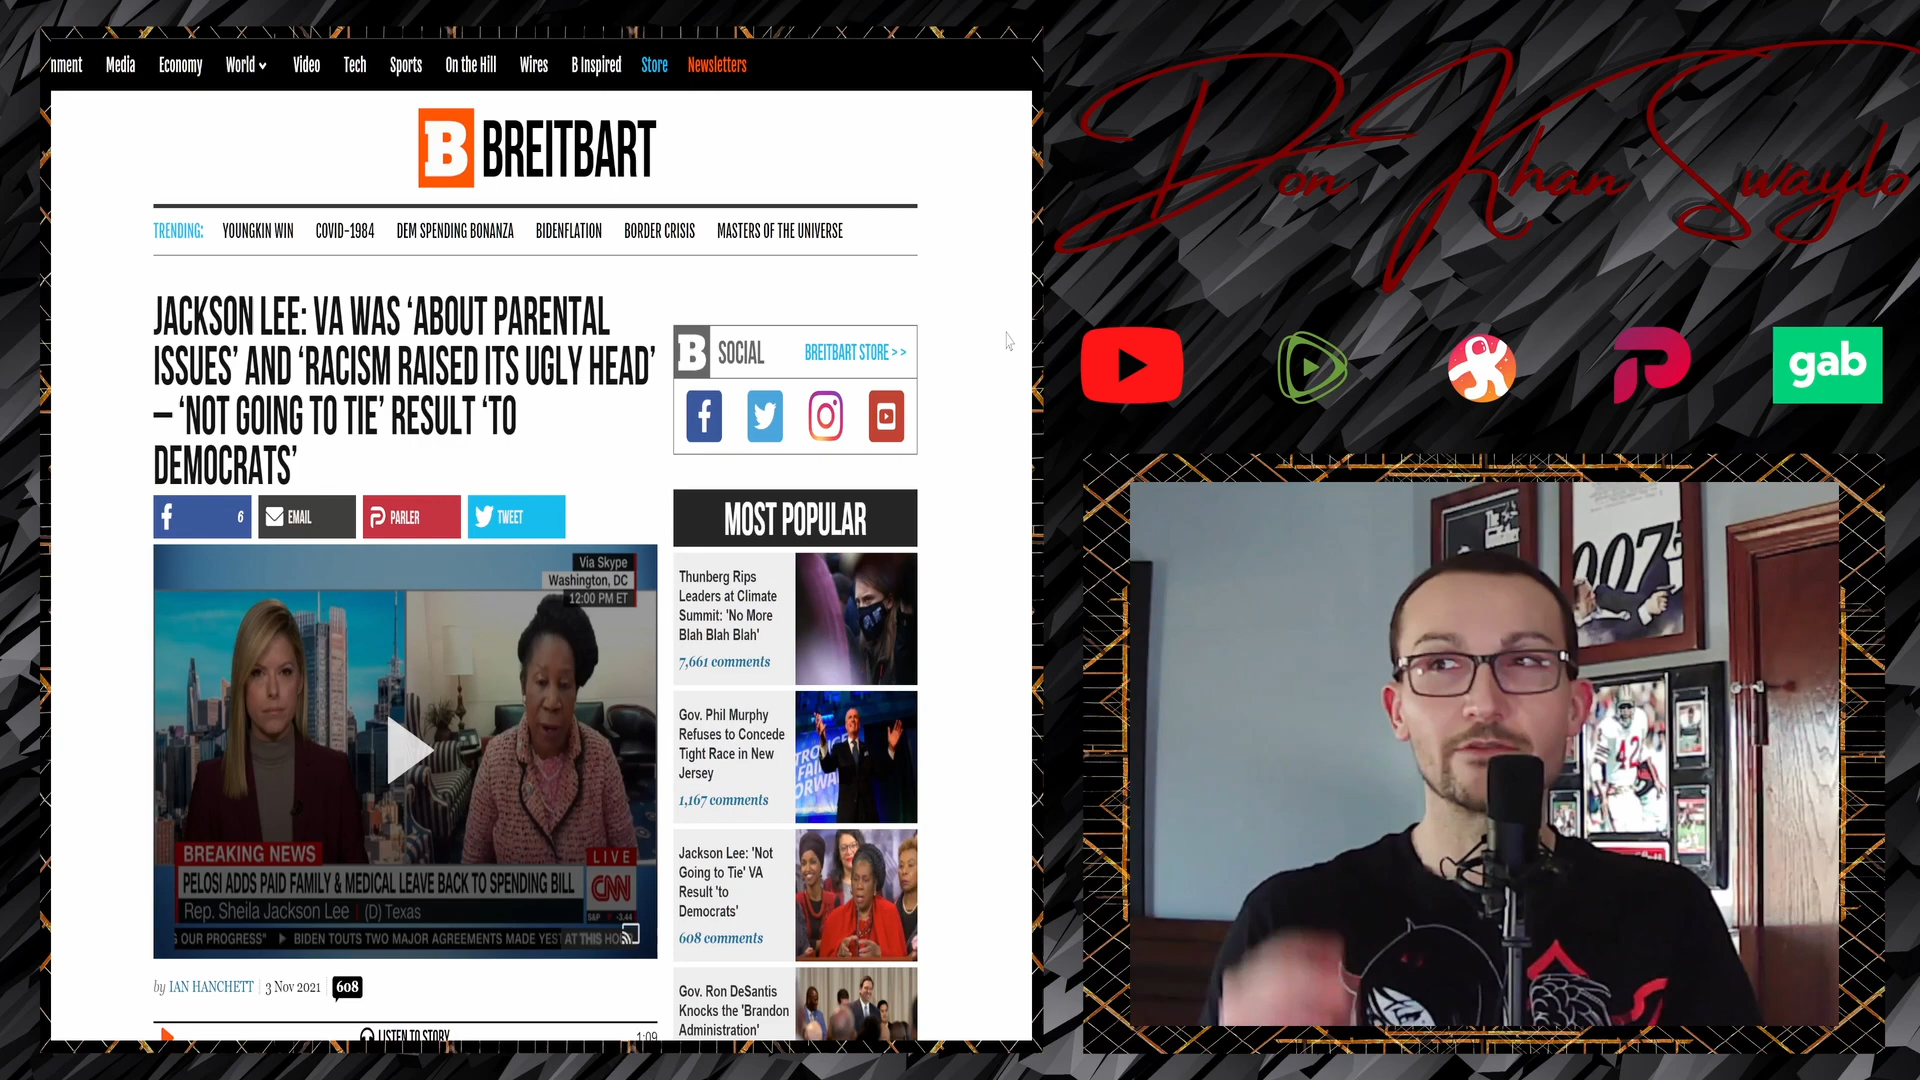 nment Media Economy World Video Tech Sports On the Hill Wires B Inspired Store Newsletters
B BREITBART
TRENDING: YOUNGKIN WIN COVID-1984 DEM SPENDING BONANZA BIDENFLATION BORDER CRISIS MASTERS OF THE UNIVERSE
JACKSON LEE: VA WAS ‘ABOUT PARENTAL
ISSUES’ AND ‘RACISM RAISED ITS UGLY HEAD’
– ‘NOT GOING TO TIE’ RESULT ‘TO
DEMOCRATS’
6 EMAIL PARLER TWEET
Via Skype
Washington, DC
12:00 PM ET
BREAKING NEWS
LIVE
PELOSI ADDS PAID FAMILY & MEDICAL LEAVE BACK TO SPENDING BILL
CNN
Rep. Sheila Jackson Lee (D) Texas
S&P -3.44
OUR PROGRESS" BIDEN TOUTS TWO MAJOR AGREEMENTS MADE YEST AT THIS HO
by IAN HANCHETT 3 Nov 2021 608
LISTEN TO STORY 1:09
B SOCIAL BREITBART STORE >>
MOST POPULAR
Thunberg Rips
Leaders at Climate
Summit: 'No More
Blah Blah Blah'
7,661 comments
Gov. Phil Murphy
Refuses to Concede
Tight Race in New
Jersey
1,167 comments
Jackson Lee: 'Not
Going to Tie' VA
Result 'to
Democrats'
608 comments
Gov. Ron DeSantis
Knocks the 'Brandon
Administration'
Don Khan Swaylo
gab
007
42